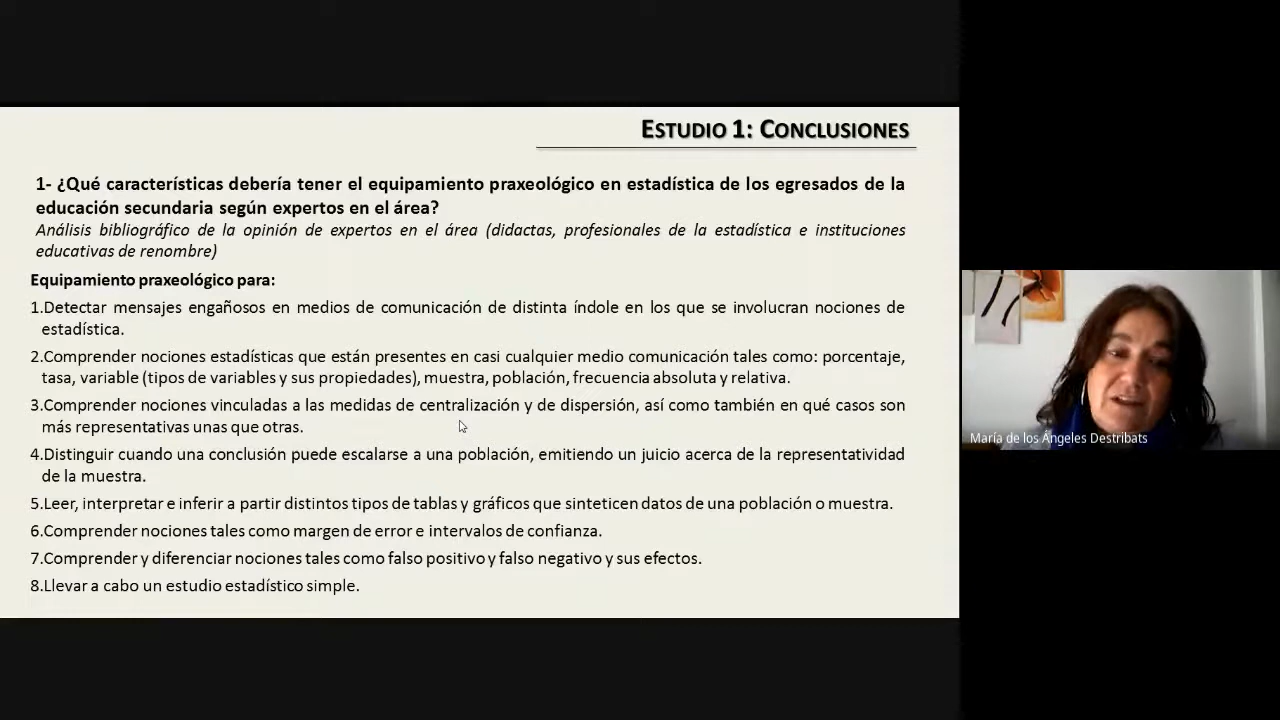 ESTUDIO 1: CONCLUSIONES
1- ¿Qué características debería tener el equipamiento praxeológico en estadística de los egresados de la
educación secundaria según expertos en el área?
Análisis bibliográfico de la opinión de expertos en el área (didactas, profesionales de la estadística e instituciones
educativas de renombre)
Equipamiento praxeológico para:
1.Detectar mensajes engañosos en medios de comunicación de distinta índole en los que se involucran nociones de
estadística.
2.Comprender nociones estadísticas que están presentes en casi cualquier medio comunicación tales como: porcentaje,
tasa, variable (tipos de variables y sus propiedades), muestra, población, frecuencia absoluta y relativa.
3.Comprender nociones vinculadas a las medidas de centralización y de dispersión, así como también en qué casos son
más representativas unas que otras.
4.Distinguir cuando una conclusión puede escalarse a una población, emitiendo un juicio acerca de la representatividad
de la muestra.
5.Leer, interpretar e inferir a partir distintos tipos de tablas y gráficos que sinteticen datos de una población o muestra.
6.Comprender nociones tales como margen de error e intervalos de confianza.
7.Comprender y diferenciar nociones tales como falso positivo y falso negativo y sus efectos.
8.Llevar a cabo un estudio estadístico simple.
María de los Ángeles Destribats